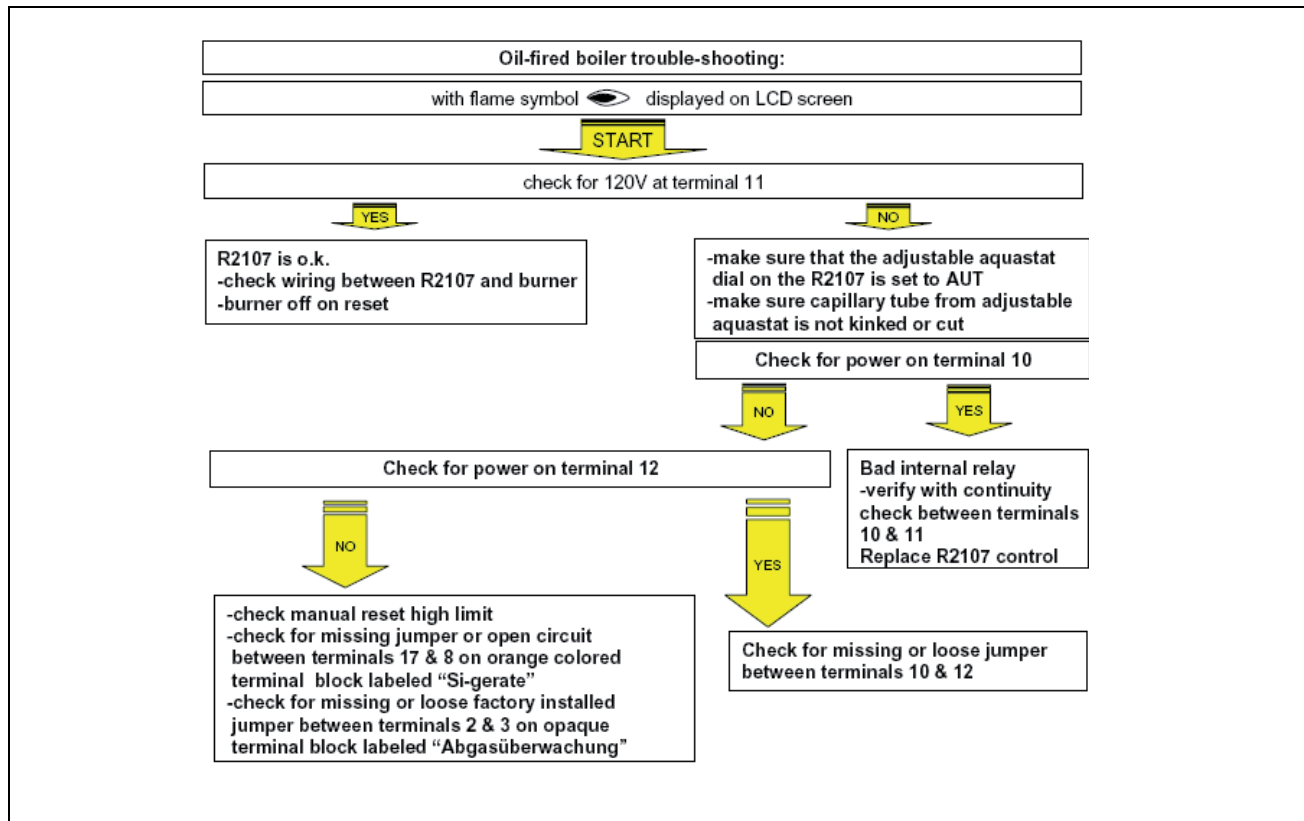 Oil-fired boiler trouble-shooting:
with flame symbol displayed on LCD screen
START
check for 120V at terminal 11
YES
NO
R2107 is o.k.
-check wiring between R2107 and burner
-burner off on reset
-make sure that the adjustable aquastat
dial on the R2107 is set to AUT
-make sure capillary tube from adjustable
aquastat is not kinked or cut
Check for power on terminal 10
NO
YES
Check for power on terminal 12
Bad internal relay
-verify with continuity
check between terminals
10 & 11
Replace R2107 control
NO
YES
-check manual reset high limit
-check for missing jumper or open circuit
between terminals 17 & 8 on orange colored
terminal block labeled “Si-gerate”
-check for missing or loose factory installed
jumper between terminals 2 & 3 on opaque
terminal block labeled “Abgasüberwachung”
Check for missing or loose jumper
between terminals 10 & 12